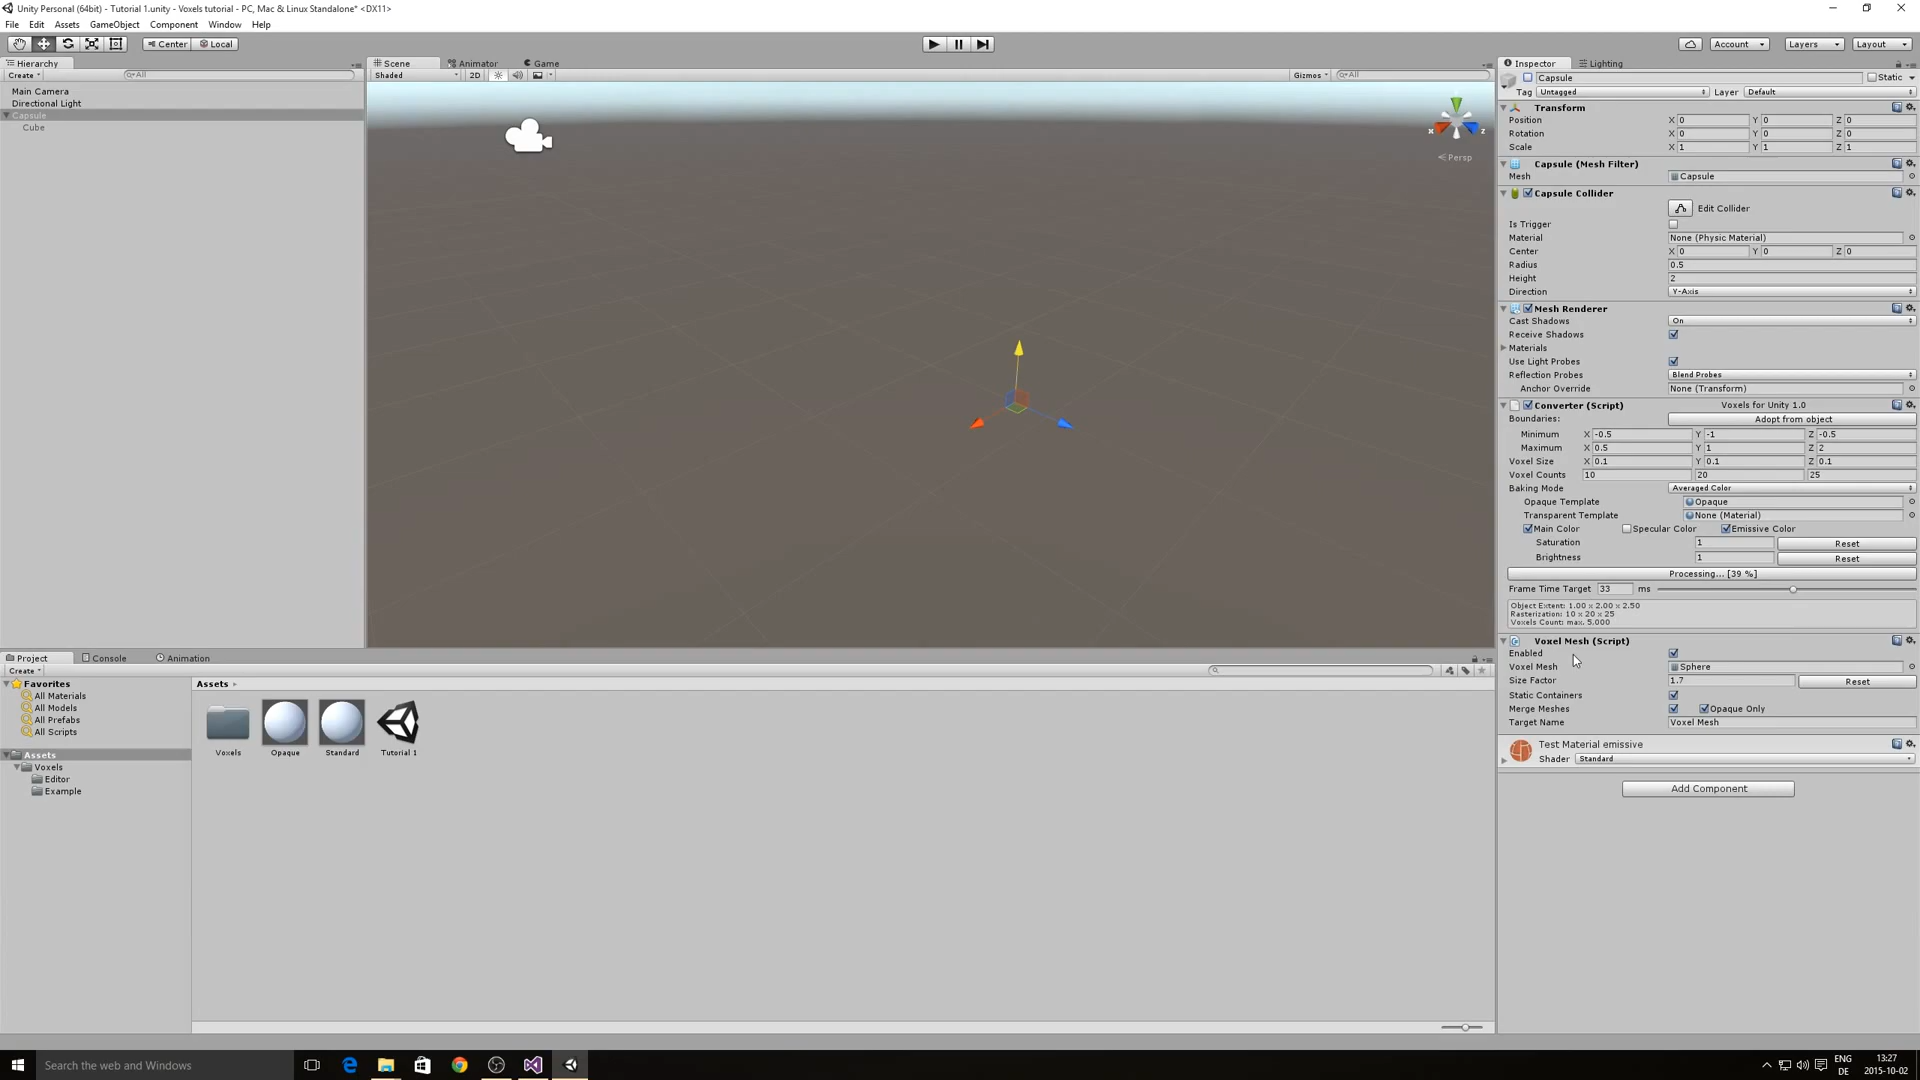 Unity Personal (64bit) - Tutorial 1.unity - Voxels tutorial - PC, Mac & Linux Standalone* <DX11>
File Edit Assets GameObject Component Window Help
Center Local
Account Layers Layout
Hierarchy
Create All
Main Camera
Directional Light
Capsule
Cube
Scene Animator Game
Shaded 2D Gizmos All
x z
Persp
Inspector Lighting
Capsule Static
Tag Untagged Layer Default
Transform
Position X 0 Y 0 Z 0
Rotation X 0 Y 0 Z 0
Scale X 1 Y 1 Z 1
Capsule (Mesh Filter)
Mesh Capsule
Capsule Collider
Edit Collider
Is Trigger
Material None (Physic Material)
Center X 0 Y 0 Z 0
Radius 0.5
Height 2
Direction Y-Axis
Mesh Renderer
Cast Shadows On
Receive Shadows
Materials
Use Light Probes
Reflection Probes Blend Probes
Anchor Override None (Transform)
Converter (Script) Voxels for Unity 1.0
Boundaries: Adopt from object
Minimum X -0.5 Y -1 Z -0.5
Maximum X 0.5 Y 1 Z 2
Voxel Size X 0.1 Y 0.1 Z 0.1
Voxel Counts 10 20 25
Baking Mode Averaged Color
Opaque Template Opaque
Transparent Template None (Material)
Main Color Specular Color Emissive Color
Saturation 1 Reset
Brightness 1 Reset
Processing... [39 %]
Frame Time Target 33 ms
Object Extent: 1.00 x 2.00 x 2.50
Rasterization: 10 x 20 x 25
Voxels Count: max. 5.000
Voxel Mesh (Script)
Enabled
Voxel Mesh Sphere
Size Factor 1.7 Reset
Static Containers
Merge Meshes Opaque Only
Target Name Voxel Mesh
Test Material emissive
Shader Standard
Add Component
Project Console Animation
Create
Favorites
All Materials
All Models
All Prefabs
All Scripts
Assets
Voxels
Editor
Example
Assets
Voxels Opaque Standard Tutorial 1
Search the web and Windows
ENG
DE
13:27
2015-10-02